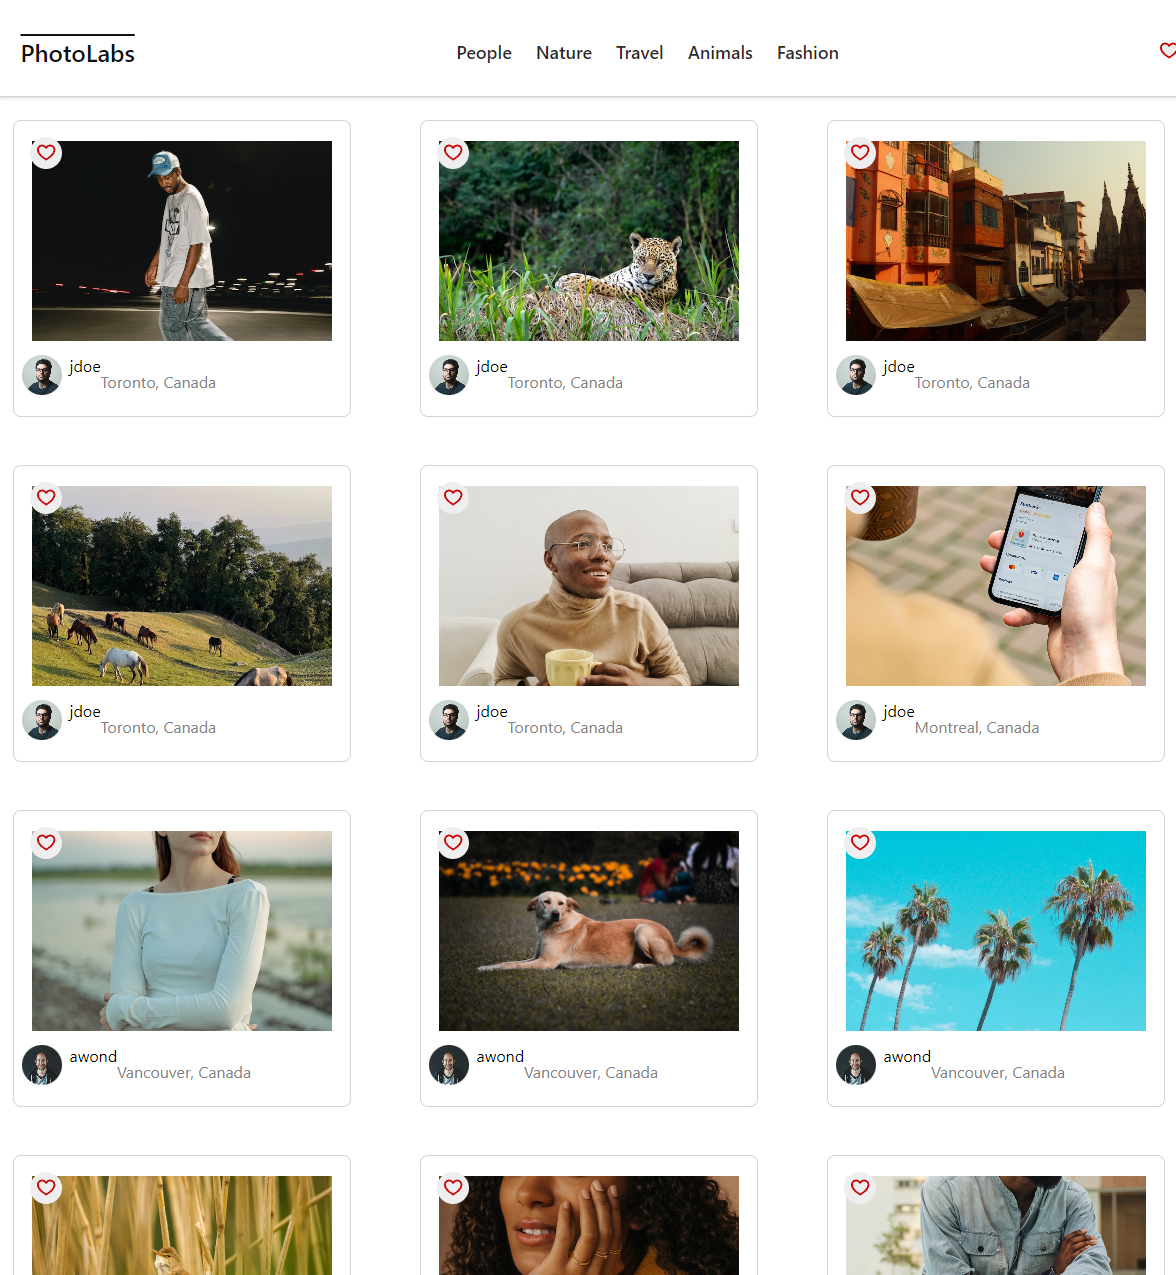 PhotoLabs
People Nature Travel Animals Fashion
jdoe
Toronto, Canada
jdoe
Toronto, Canada
jdoe
Toronto, Canada
jdoe
Toronto, Canada
jdoe
Toronto, Canada
jdoe
Montreal, Canada
awond
Vancouver, Canada
awond
Vancouver, Canada
awond
Vancouver, Canada